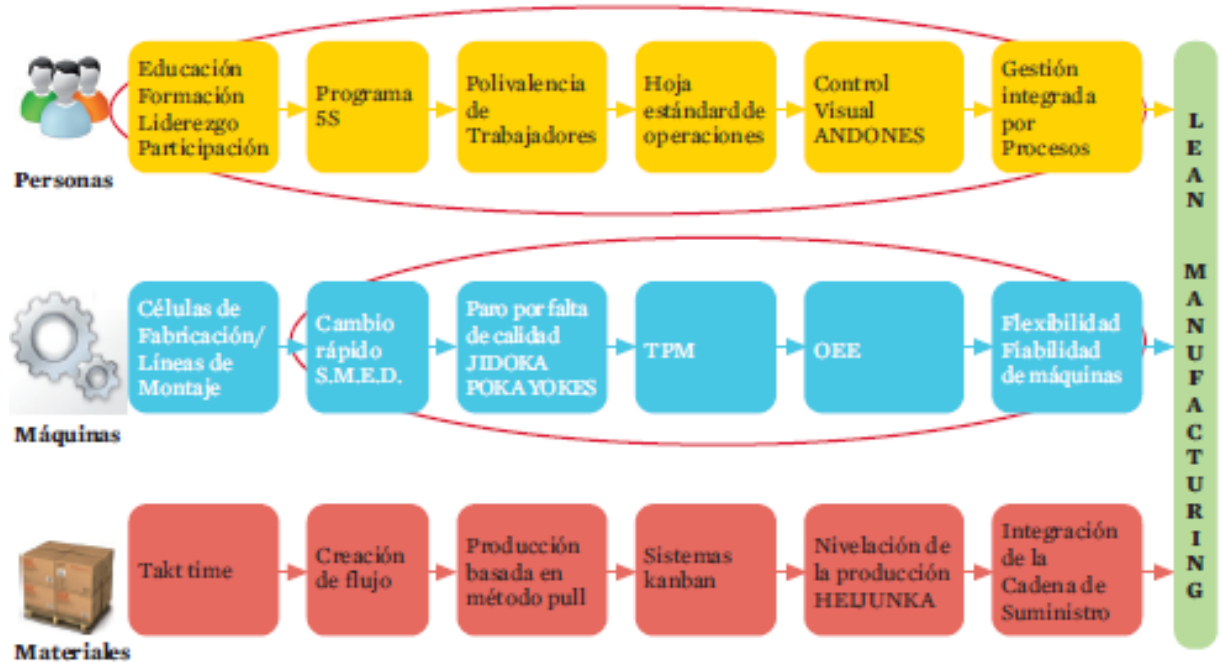 Educación
Formación
Liderezgo
Participación
Programa
5S
Polivalencia
de
Trabajadores
Hoja
estándard de
operaciones
Control
Visual
ANDONES
Gestión
integrada
por
Procesos
Personas
Células de
Fabricación/
Líneas de
Montaje
Cambio
rápido
S.M.E.D.
Paro por falta
de calidad
JIDOKA
POKAYOKES
TPM
OEE
Flexibilidad
Fiabilidad
de máquinas
Máquinas
Takt time
Creación
de flujo
Producción
basada en
método pull
Sistemas
kanban
Nivelación de
la producción
HEIJUNKA
Integración
de la
Cadena de
Suministro
Materiales
LEAN MANUFACTURING